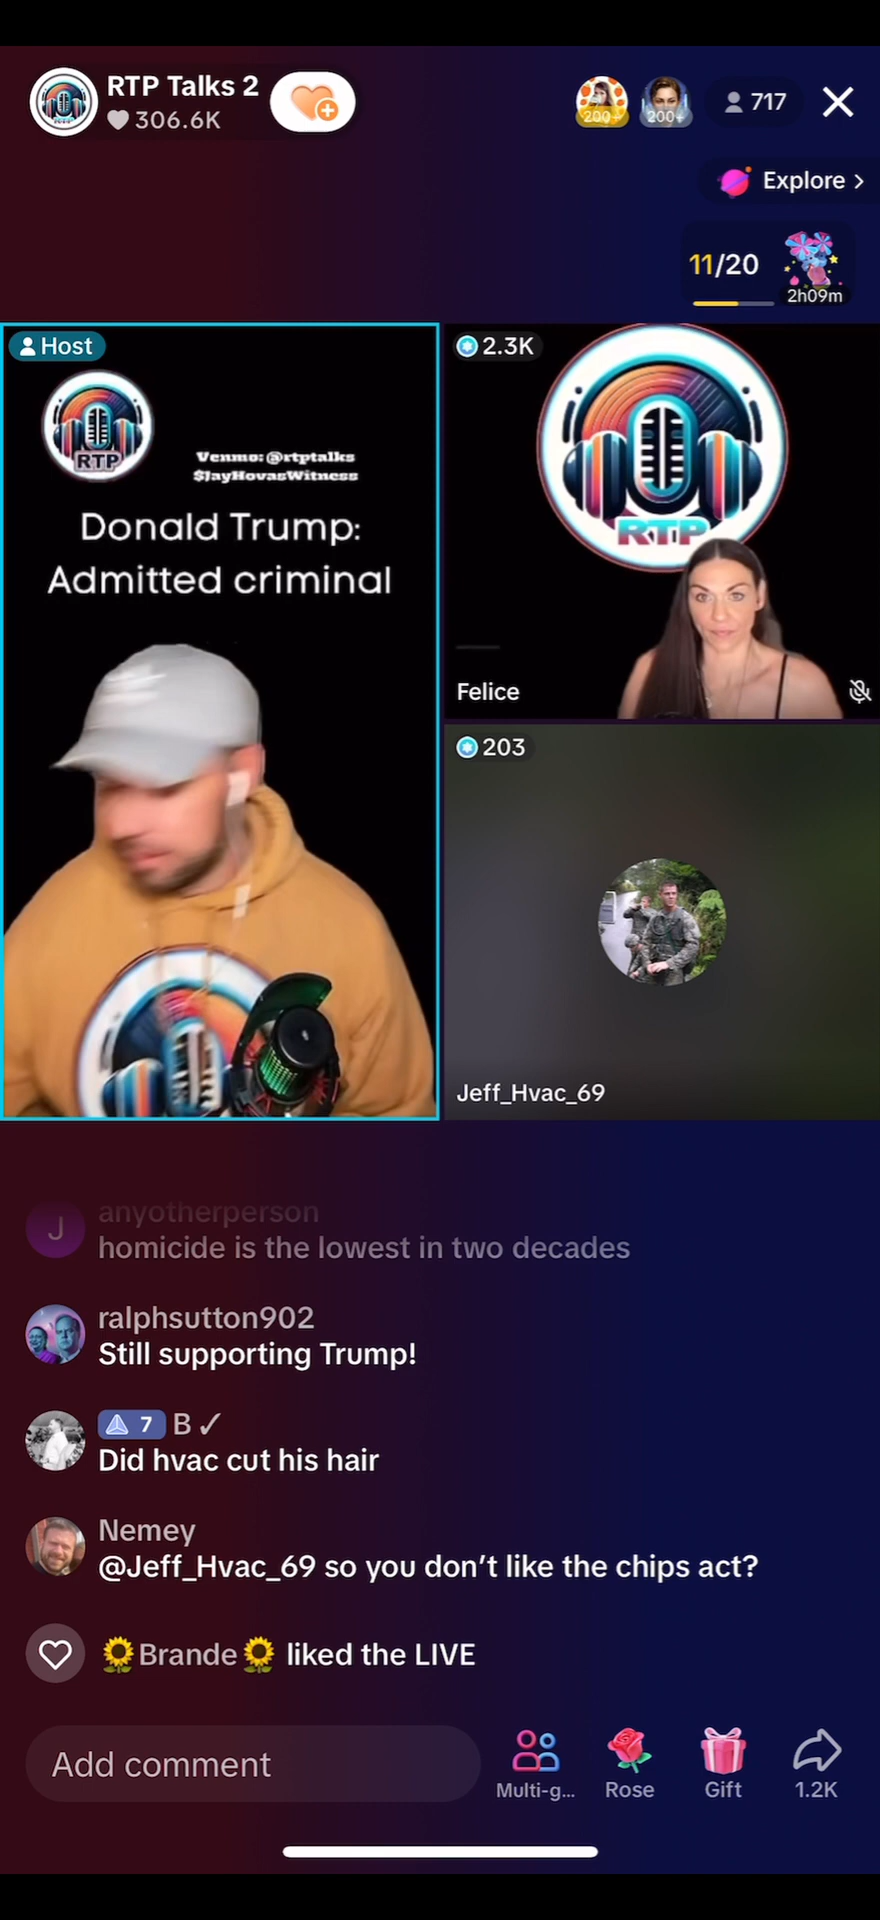 RTP Talks 2
306.6K
200+
200+
717
Explore >
11/20
2h09m
Host
RTP
Venmo: @rtptalks
$JayHovasWitness
Donald Trump:
Admitted criminal
2.3K
RTP
Felice
203
Jeff_Hvac_69
J
anyotherperson
homicide is the lowest in two decades
ralphsutton902
Still supporting Trump!
7 B ✓
Did hvac cut his hair
Nemey
@Jeff_Hvac_69 so you don’t like the chips act?
🌻Brande🌻 liked the LIVE
Add comment
Multi-g...
Rose
Gift
1.2K